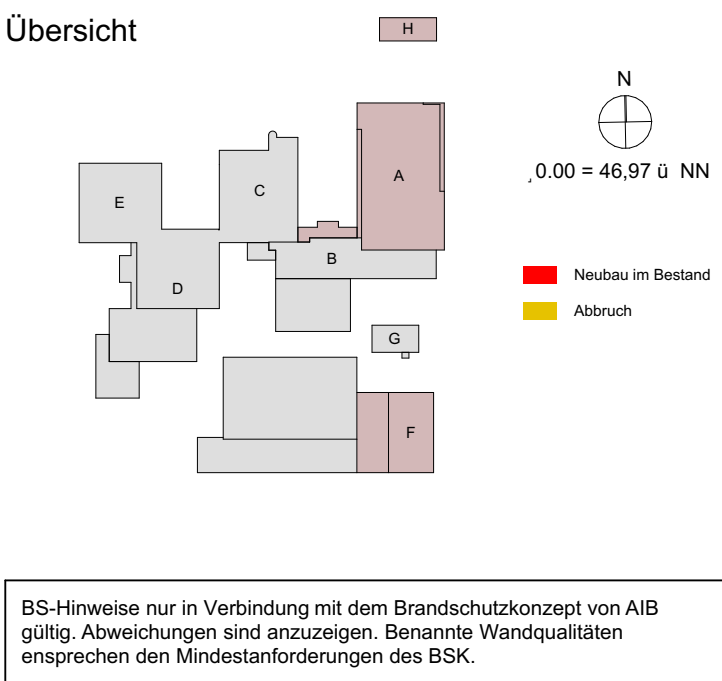 Übersicht
H
N
0.00 = 46,97 ü NN
A
C
E
B
D
Neubau im Bestand
Abbruch
G
F
BS-Hinweise nur in Verbindung mit dem Brandschutzkonzept von AIB
gültig. Abweichungen sind anzuzeigen. Benannte Wandqualitäten
ensprechen den Mindestanforderungen des BSK.